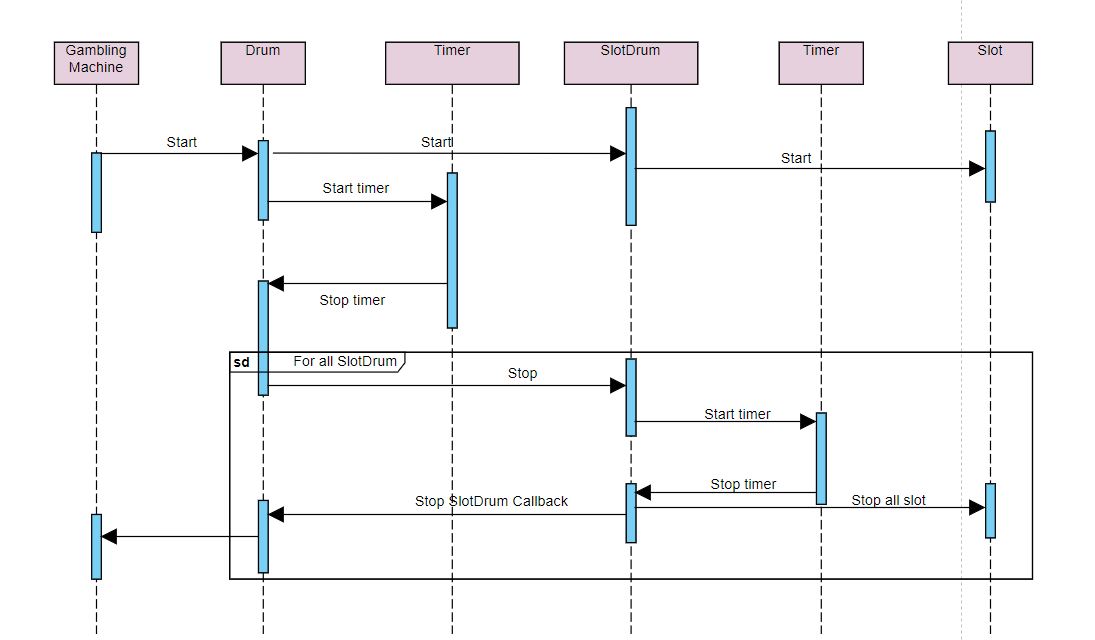 Gambling
Machine
Drum
Timer
SlotDrum
Timer
Slot
Start
Start
Start
Start timer
Stop timer
sd
For all SlotDrum
Stop
Start timer
Stop timer
Stop SlotDrum Callback
Stop all slot